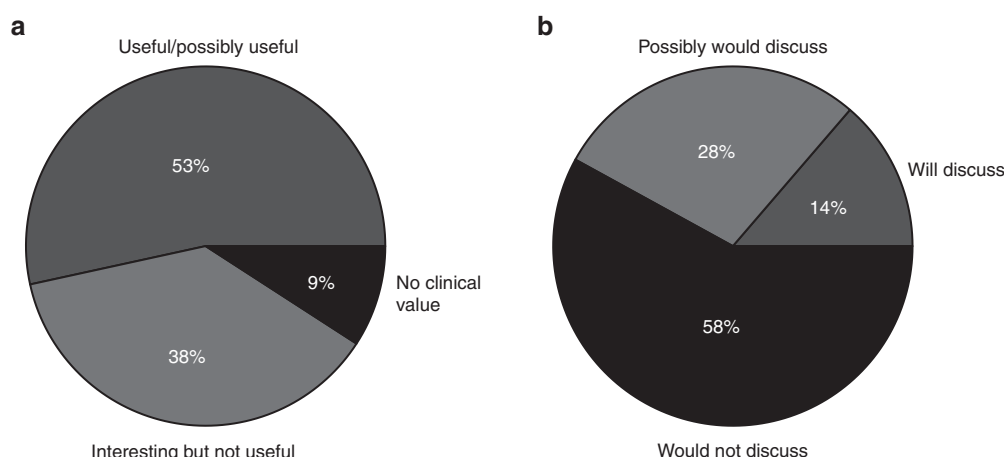 a
Useful/possibly useful
53%
9%
No clinical
value
38%
Interesting but not useful
b
Possibly would discuss
28%
Will discuss
14%
58%
Would not discuss